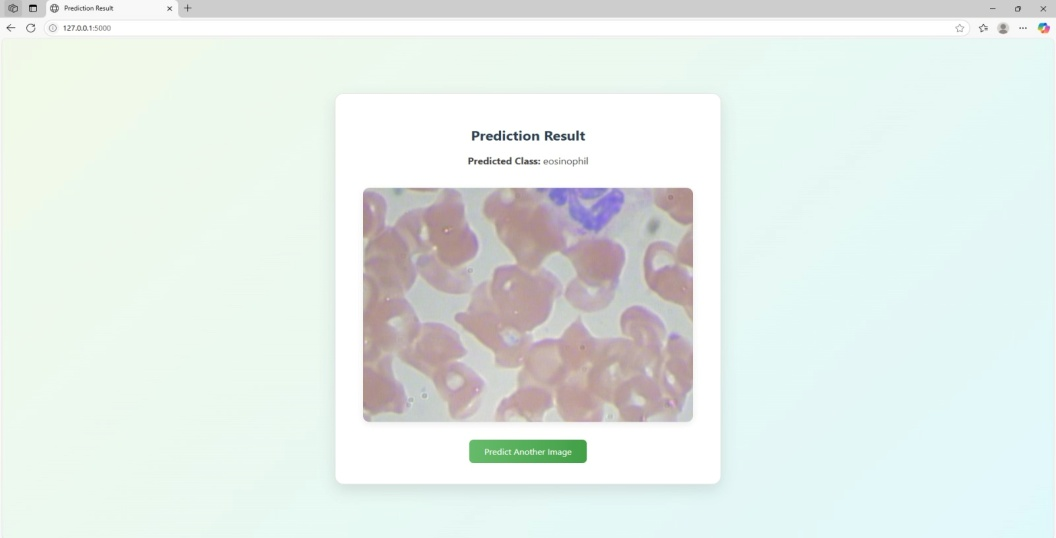 Prediction Result
127.0.0.1:5000
Prediction Result
Predicted Class: eosinophil
Predict Another Image